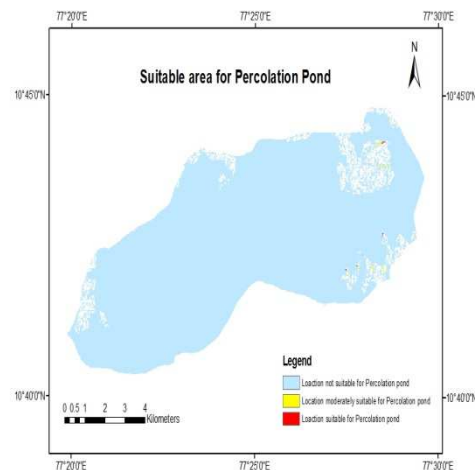 77°20'0"E 77°25'0"E 77°30'0"E
N
Suitable area for Percolation Pond
10°45'0"N 10°45'0"N
Legend
Loaction not suitable for Percolation pond
Location moderately suitable for Percolation pond
Loaction suitable for Percolation pond
10°40'0"N 10°40'0"N
0 0.5 1 2 3 4
Kilometers
77°20'0"E 77°25'0"E 77°30'0"E